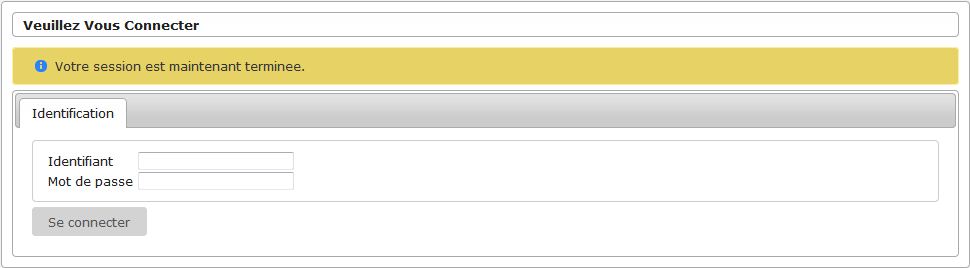 Veuillez Vous Connecter
Votre session est maintenant terminee.
Identification
Identifiant
Mot de passe
Se connecter